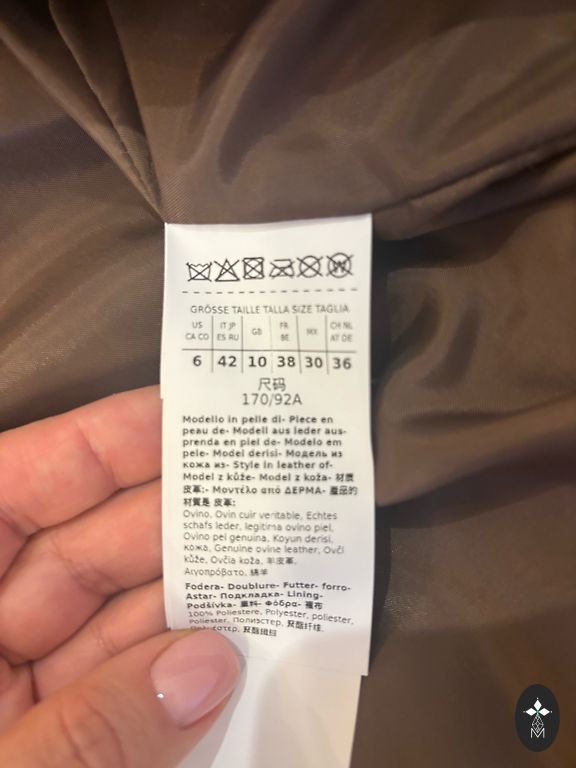 GRÖSSE TAILLE TALLA SIZE TAGLIA
US CA CO IT JP ES RU GB FR BE MX CH NL AT DE
6 42 10 38 30 36
尺码
170/92A
Modello in pelle di- Piece en
peau de- Modell aus leder aus-
prenda en piel de- Modelo em
pele- Model derisi- Модель из
кожа из- Style in leather of-
Model z kůže- Model z koža- 材质
皮革:- Μοντέλο από ΔΕΡΜΑ- 產品的
材質是 皮革:
Ovino, Ovin cuir veritable, Echtes
schafs leder, legitima ovino piel,
Ovino pel genuina, Koyun derisi,
кожа, Genuine ovine leather, Ovčí
kůže, Ovčia koža, 羊皮革,
Αιγοπρόβατο, 綿羊
Fodera- Doublure- Futter- forro-
Astar- Подкладка- Lining-
Podšívka- 里料- Φόδρα- 裡布
100% Poliestere, Polyester, poliester,
Poliester, Полиэстер, 聚酯纤维,
聚酯纖維
M